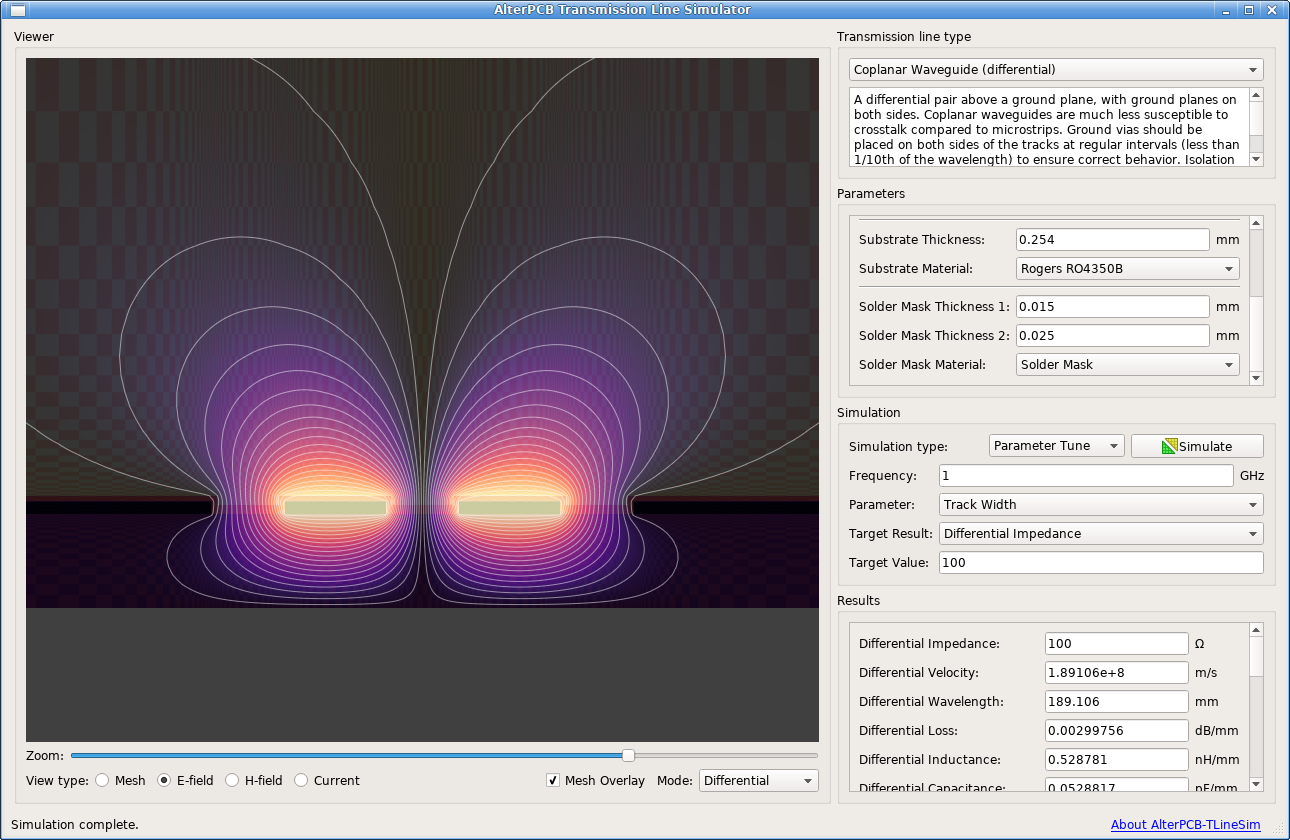 AlterPCB Transmission Line Simulator
Viewer
Zoom:
View type: Mesh E-field H-field Current Mesh Overlay Mode: Differential
Transmission line type
Coplanar Waveguide (differential)
A differential pair above a ground plane, with ground planes on
both sides. Coplanar waveguides are much less susceptible to
crosstalk compared to microstrips. Ground vias should be
placed on both sides of the tracks at regular intervals (less than
1/10th of the wavelength) to ensure correct behavior. Isolation
Parameters
Substrate Thickness: 0.254 mm
Substrate Material: Rogers RO4350B
Solder Mask Thickness 1: 0.015 mm
Solder Mask Thickness 2: 0.025 mm
Solder Mask Material: Solder Mask
Simulation
Simulation type: Parameter Tune Simulate
Frequency: 1 GHz
Parameter: Track Width
Target Result: Differential Impedance
Target Value: 100
Results
Differential Impedance: 100 Ω
Differential Velocity: 1.89106e+8 m/s
Differential Wavelength: 189.106 mm
Differential Loss: 0.00299756 dB/mm
Differential Inductance: 0.528781 nH/mm
Differential Capacitance: 0.0528817 pF/mm
Simulation complete.
About AlterPCB-TLineSim